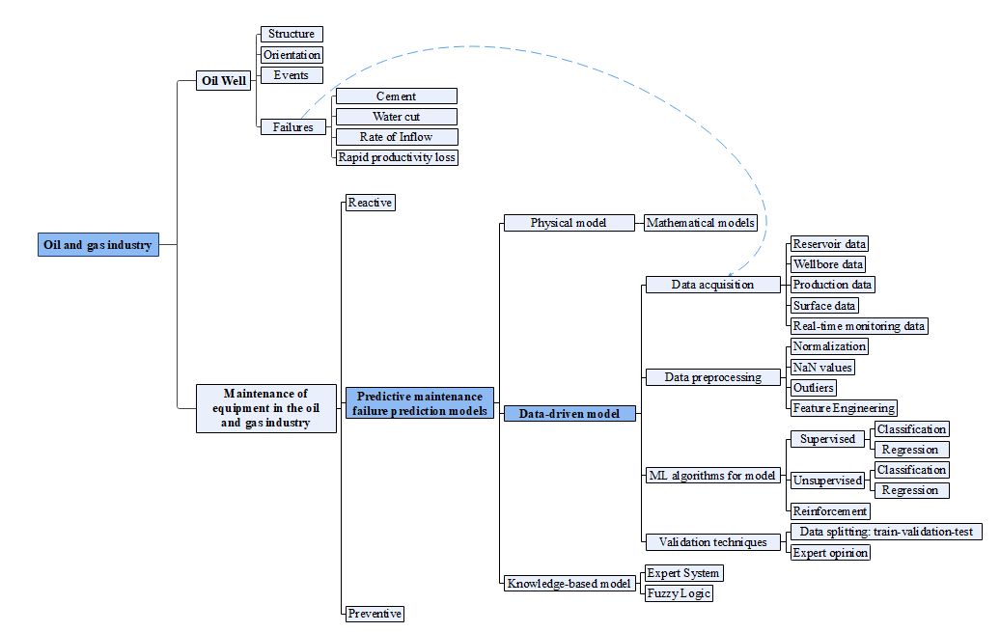 Structure
Orientation
Oil Well
Events
Cement
Water cut
Failures
Rate of Inflow
Rapid productivity loss
Reactive
Physical model
Mathematical models
Oil and gas industry
Reservoir data
Wellbore data
Data acquisition
Production data
Surface data
Real-time monitoring data
Normalization
NaN values
Data preprocessing
Outliers
Feature Engineering
Maintenance of
equipment in the oil
and gas industry
Predictive maintenance
failure prediction models
Data-driven model
Supervised
Classification
Regression
ML algorithms for model
Unsupervised
Classification
Regression
Reinforcement
Validation techniques
Data splitting: train-validation-test
Expert opinion
Knowledge-based model
Expert System
Fuzzy Logic
Preventive